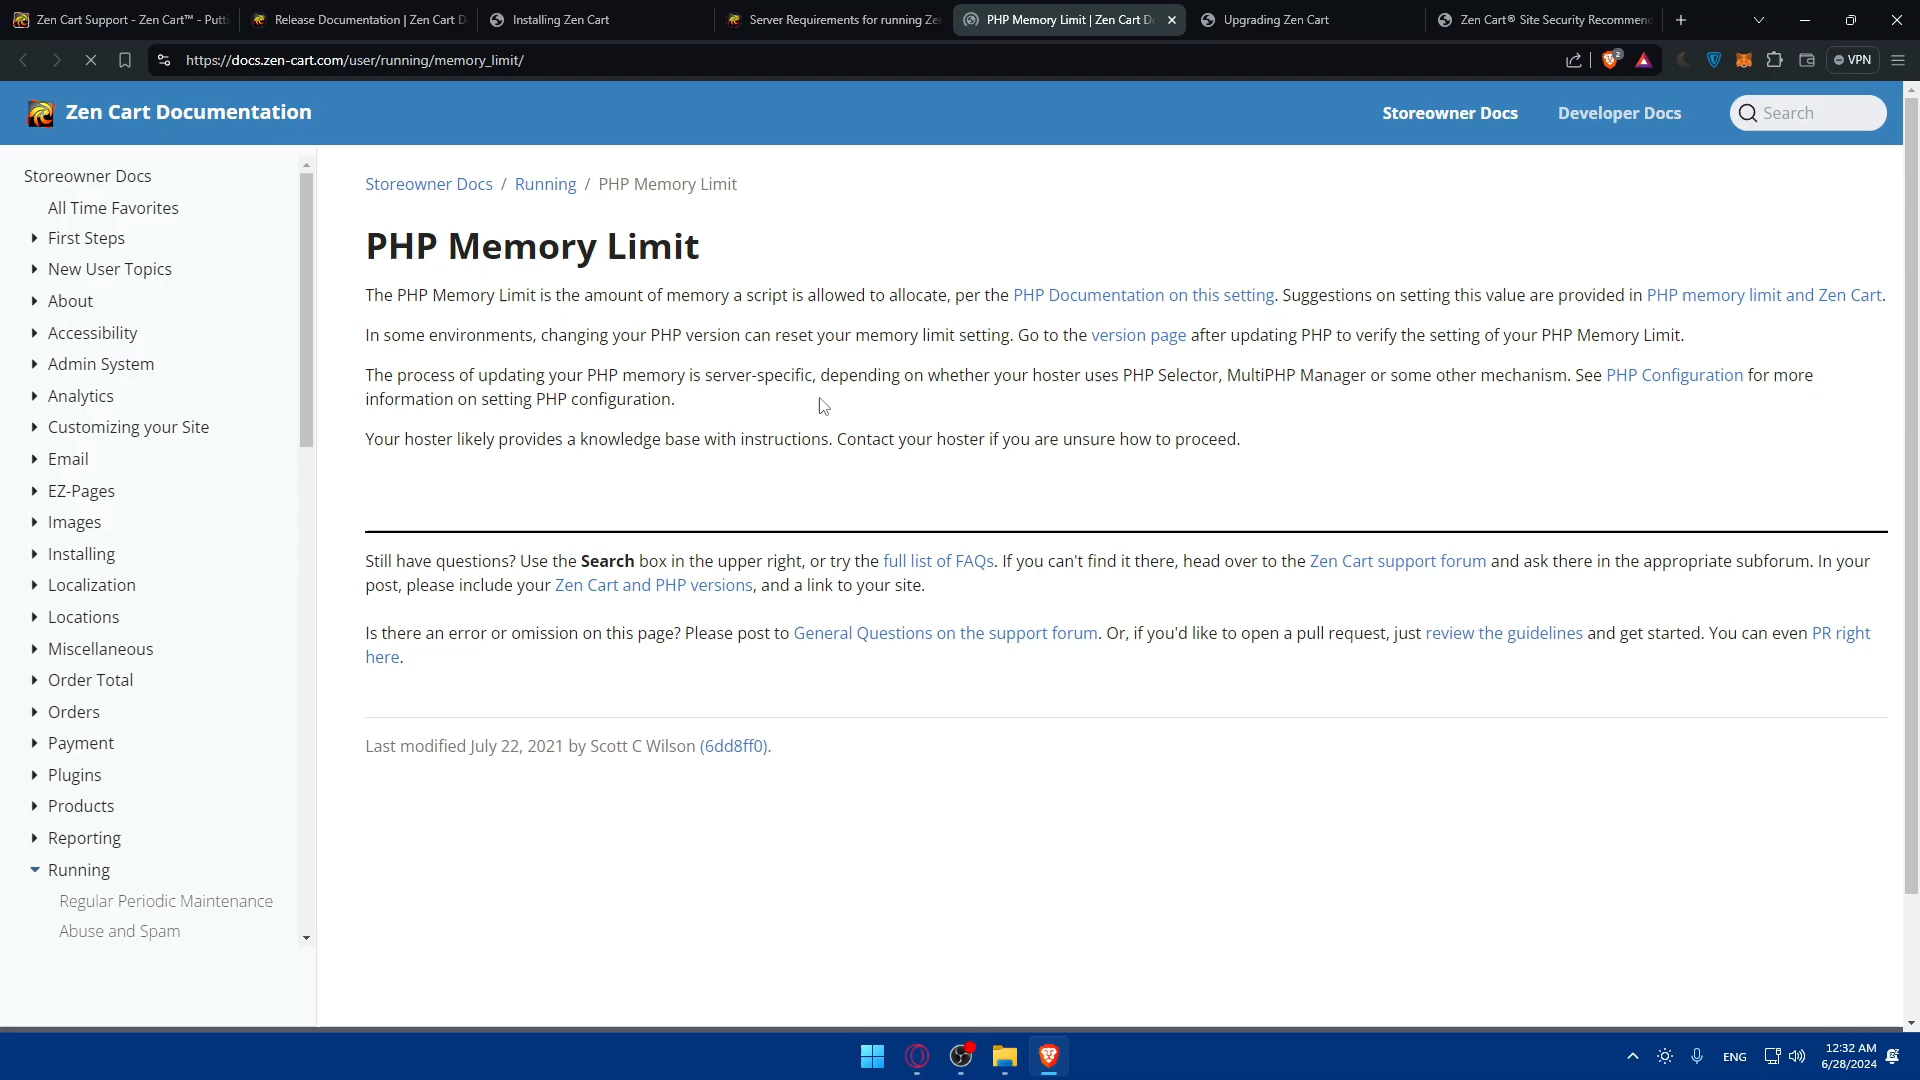 Zen Cart Support - Zen Cart™ - Putti
Release Documentation | Zen Cart D
Installing Zen Cart
Server Requirements for running Ze
PHP Memory Limit | Zen Cart D
Upgrading Zen Cart
Zen Cart® Site Security Recommen
https://docs.zen-cart.com/user/running/memory_limit/
2
VPN
Zen Cart Documentation
Storeowner Docs
Developer Docs
Search
Storeowner Docs
All Time Favorites
First Steps
New User Topics
About
Accessibility
Admin System
Analytics
Customizing your Site
Email
EZ-Pages
Images
Installing
Localization
Locations
Miscellaneous
Order Total
Orders
Payment
Plugins
Products
Reporting
Running
Regular Periodic Maintenance
Abuse and Spam
Storeowner Docs / Running / PHP Memory Limit
PHP Memory Limit
The PHP Memory Limit is the amount of memory a script is allowed to allocate, per the PHP Documentation on this setting. Suggestions on setting this value are provided in PHP memory limit and Zen Cart.
In some environments, changing your PHP version can reset your memory limit setting. Go to the version page after updating PHP to verify the setting of your PHP Memory Limit.
The process of updating your PHP memory is server-specific, depending on whether your hoster uses PHP Selector, MultiPHP Manager or some other mechanism. See PHP Configuration for more
information on setting PHP configuration.
Your hoster likely provides a knowledge base with instructions. Contact your hoster if you are unsure how to proceed.
Still have questions? Use the Search box in the upper right, or try the full list of FAQs. If you can't find it there, head over to the Zen Cart support forum and ask there in the appropriate subforum. In your
post, please include your Zen Cart and PHP versions, and a link to your site.
Is there an error or omission on this page? Please post to General Questions on the support forum. Or, if you'd like to open a pull request, just review the guidelines and get started. You can even PR right
here.
Last modified July 22, 2021 by Scott C Wilson (6dd8ff0).
ENG
12:32 AM
6/28/2024